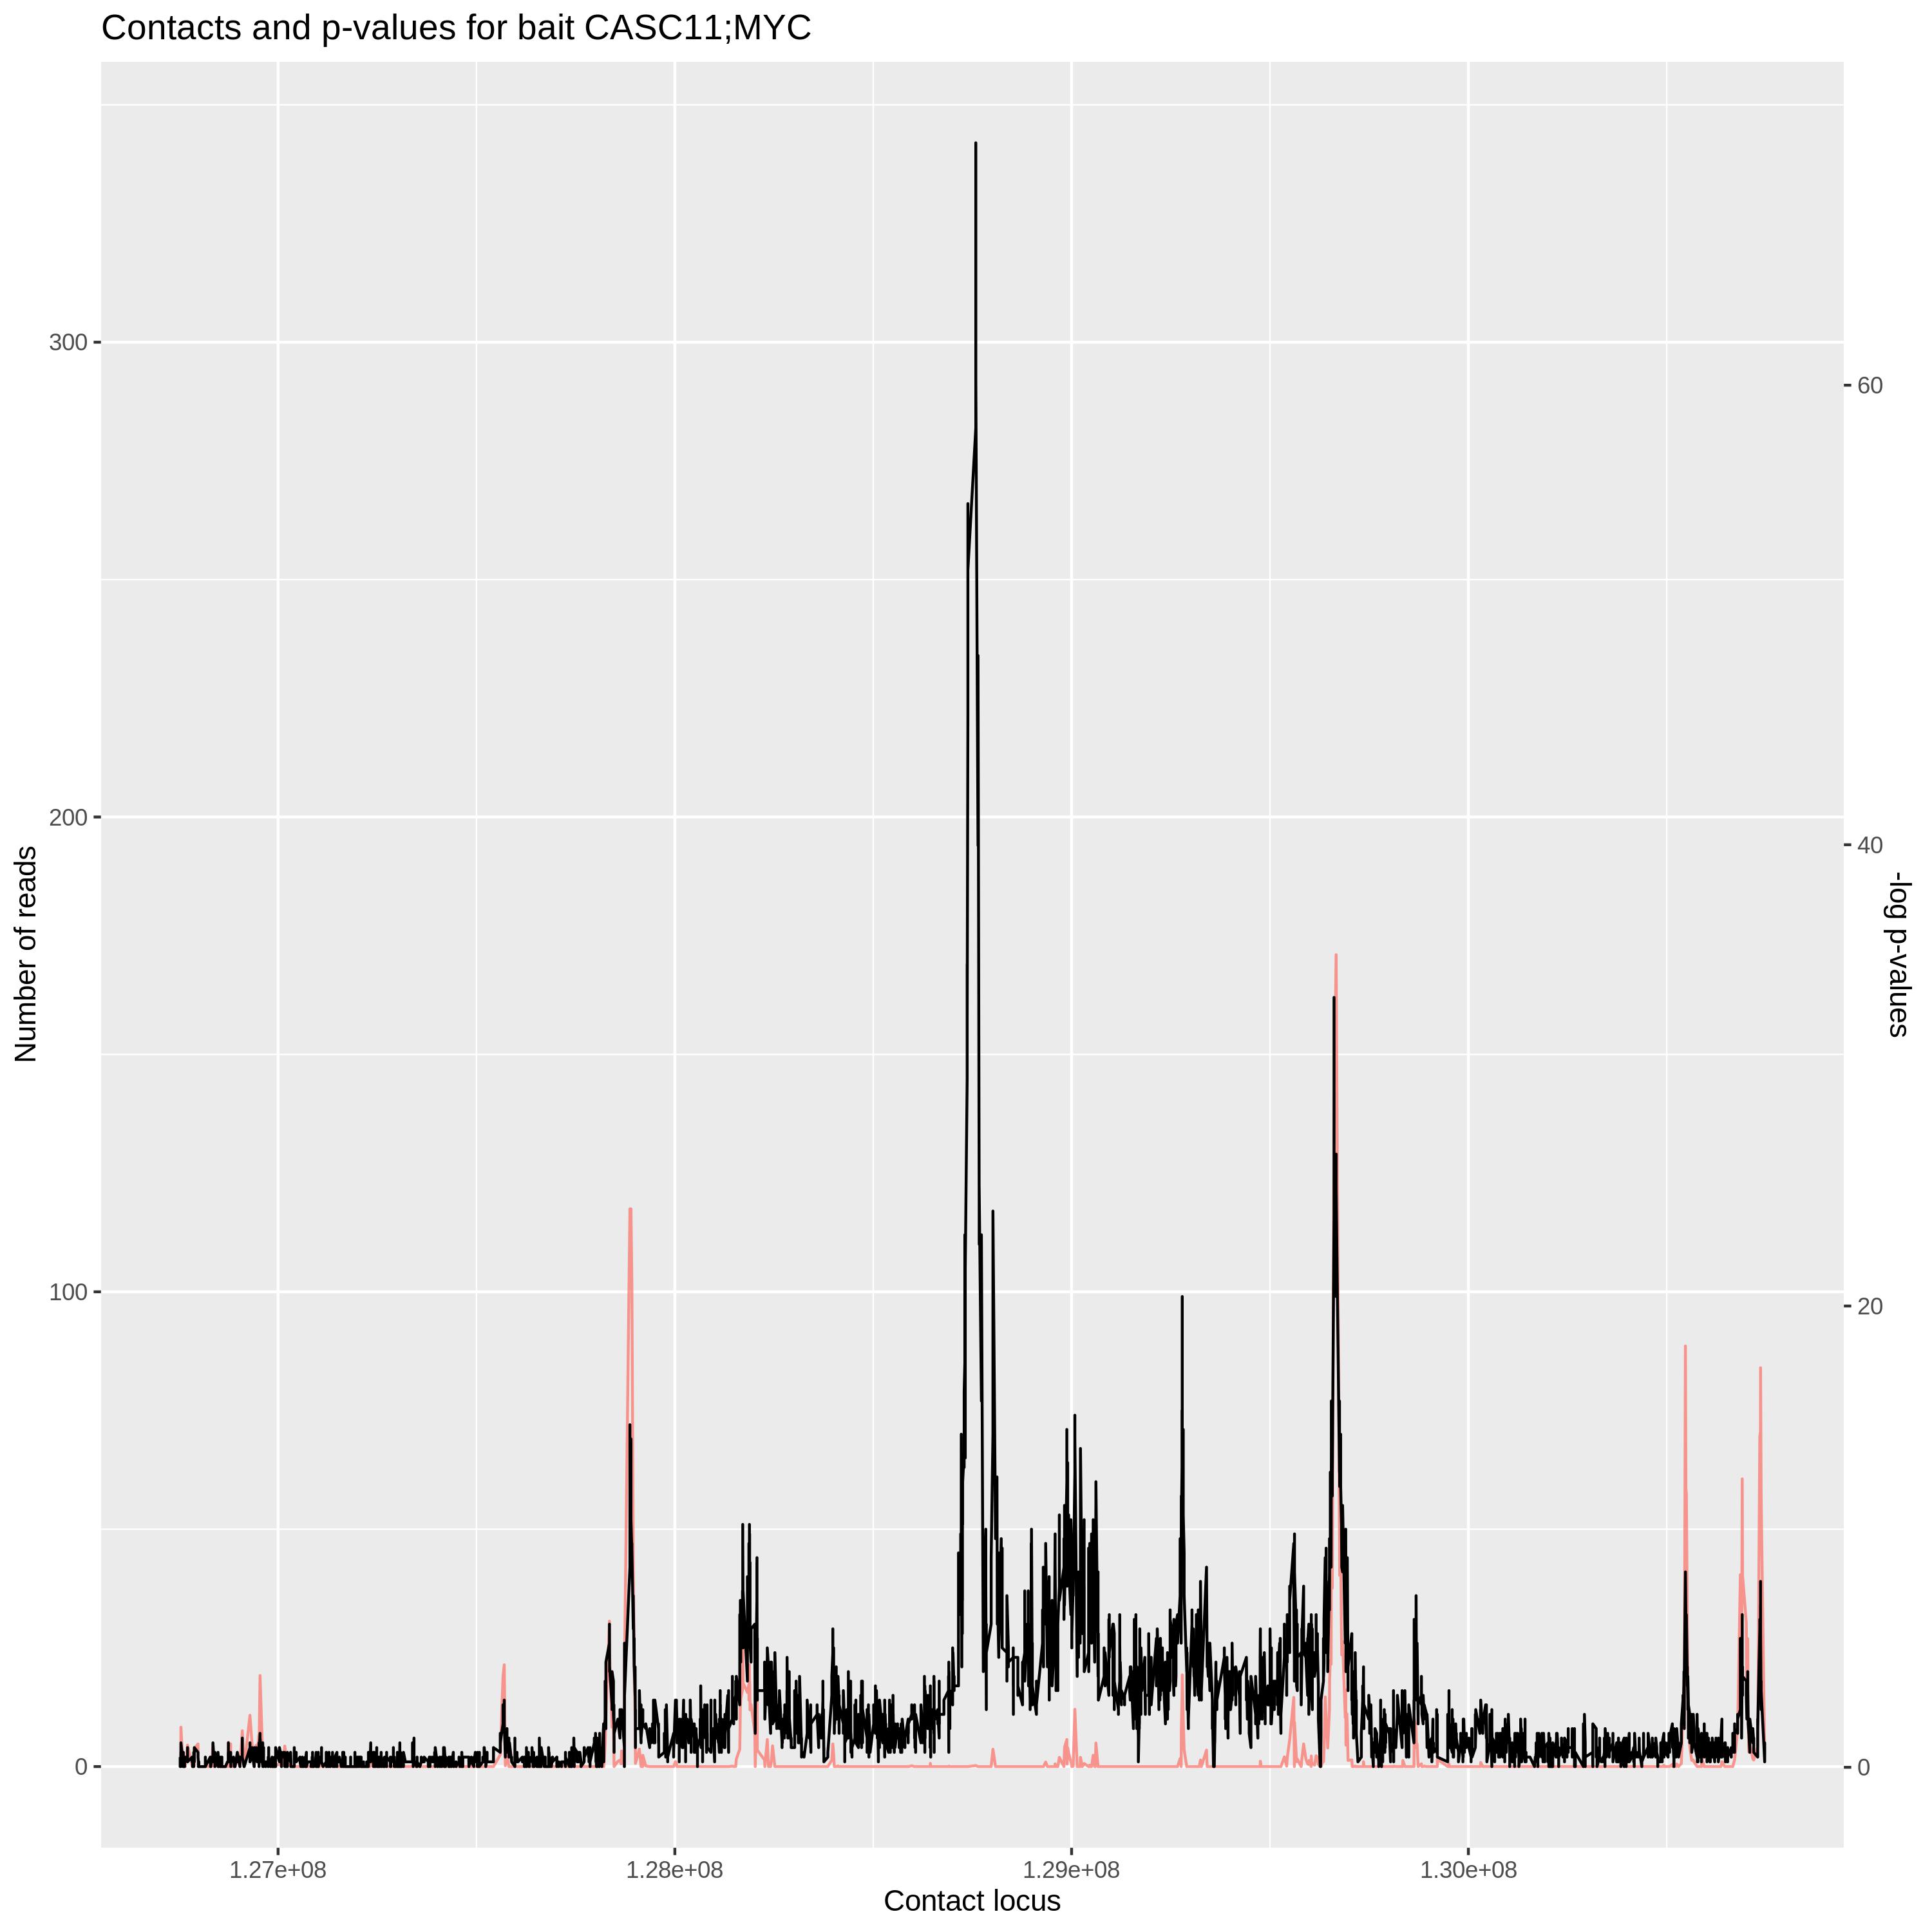 Contacts and p-values for bait CASC11;MYC
300
200
100
0
Number of reads
60
40
20
0
-log p-values
1.27e+08
1.28e+08
1.29e+08
1.30e+08
Contact locus